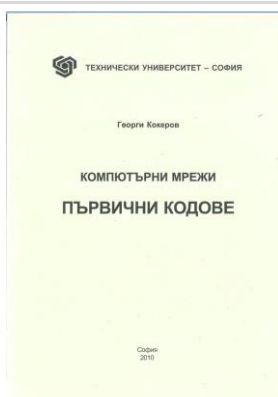 ТЕХНИЧЕСКИ УНИВЕРСИТЕТ – СОФИЯ
Георги Кокеров
КОМПЮТЪРНИ МРЕЖИ
ПЪРВИЧНИ КОДОВЕ
София
2010